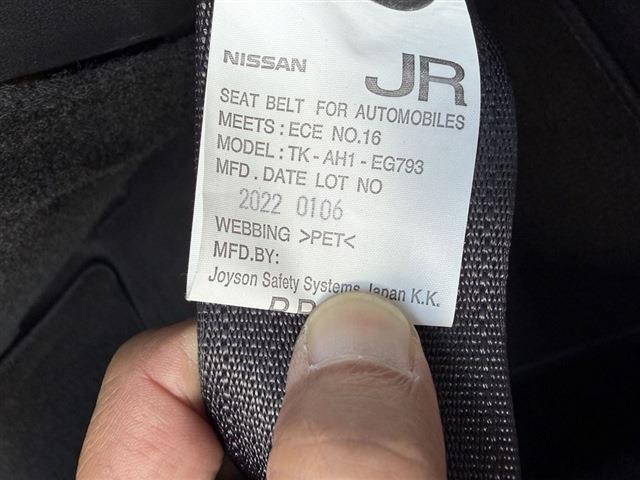 NISSAN JR
SEAT BELT FOR AUTOMOBILES
MEETS : ECE NO.16
MODEL : TK - AH1 - EG793
MFD . DATE LOT NO
2022 0106
WEBBING >PET<
MFD.BY:
Joyson Safety Systems Japan K.K.